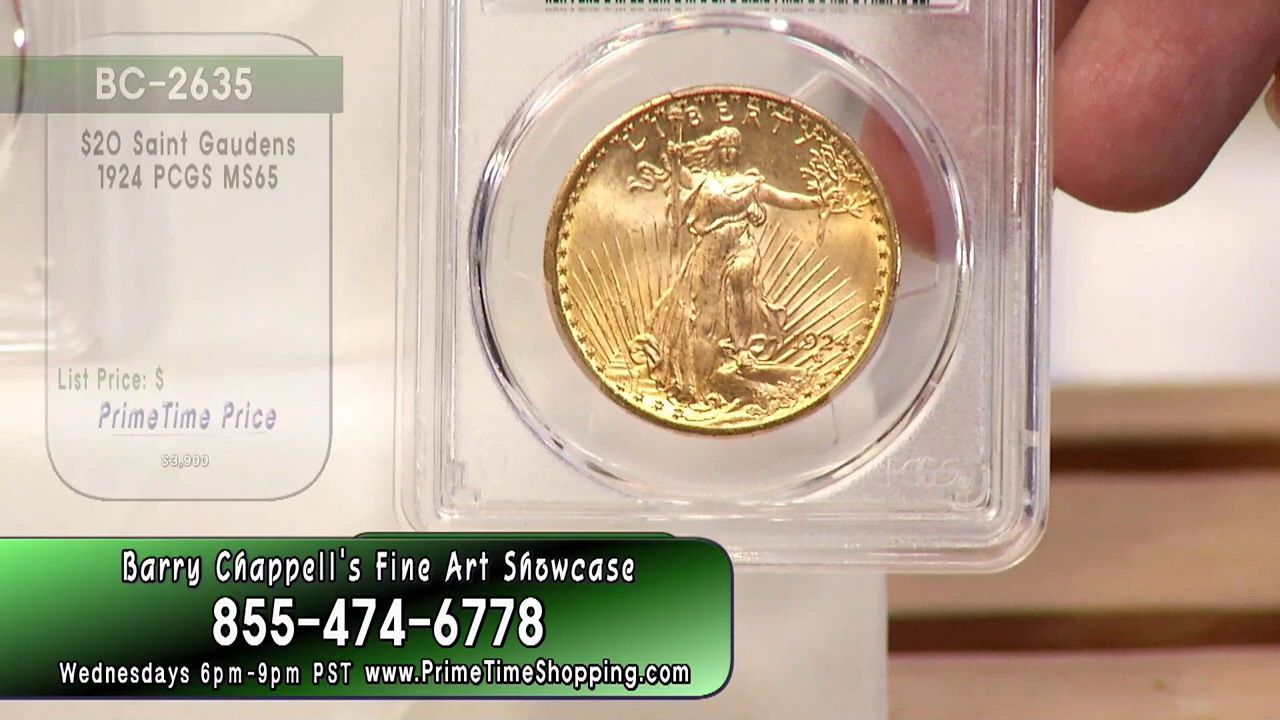 BC-2635
$20 Saint Gaudens
1924 PCGS MS65
List Price: $
PrimeTime Price
$3,900
LIBERTY
1924
PCGS
Barry Chappell's Fine Art Showcase
855-474-6778
Wednesdays 6pm-9pm PST www.PrimeTimeShopping.com